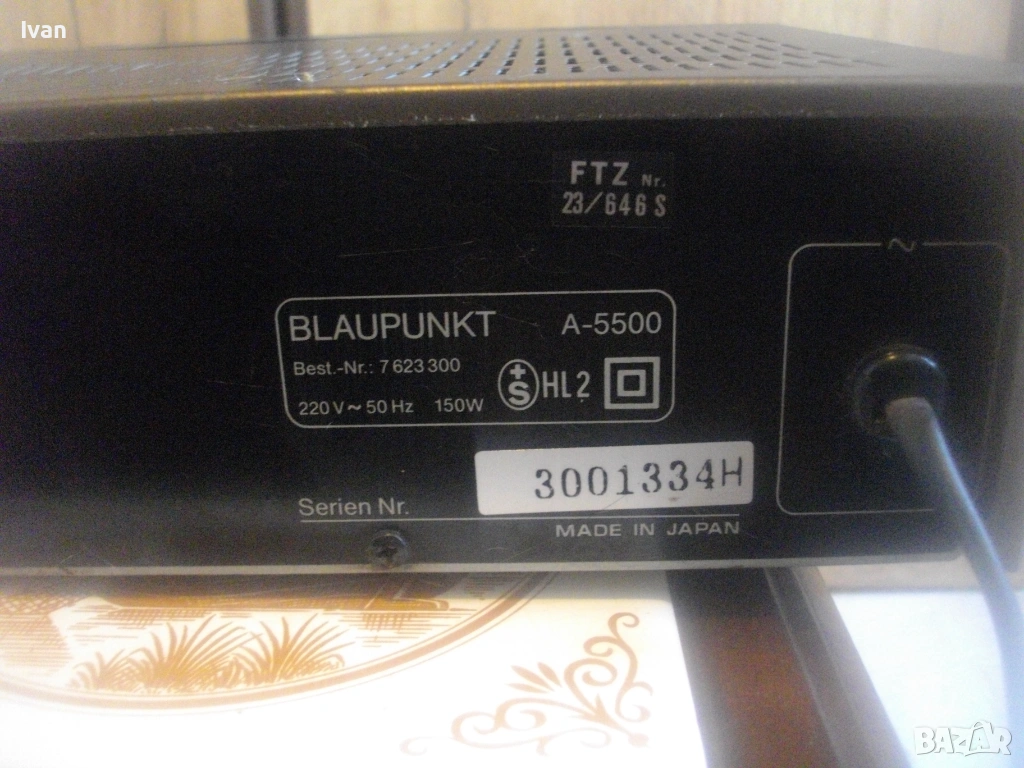 Ivan
FTZ Nr.
23/646 S
BLAUPUNKT A-5500
Best.-Nr.: 7 623 300
+S HL 2
220 V ~ 50 Hz 150W
3001334H
Serien Nr.
MADE IN JAPAN
BAZAR